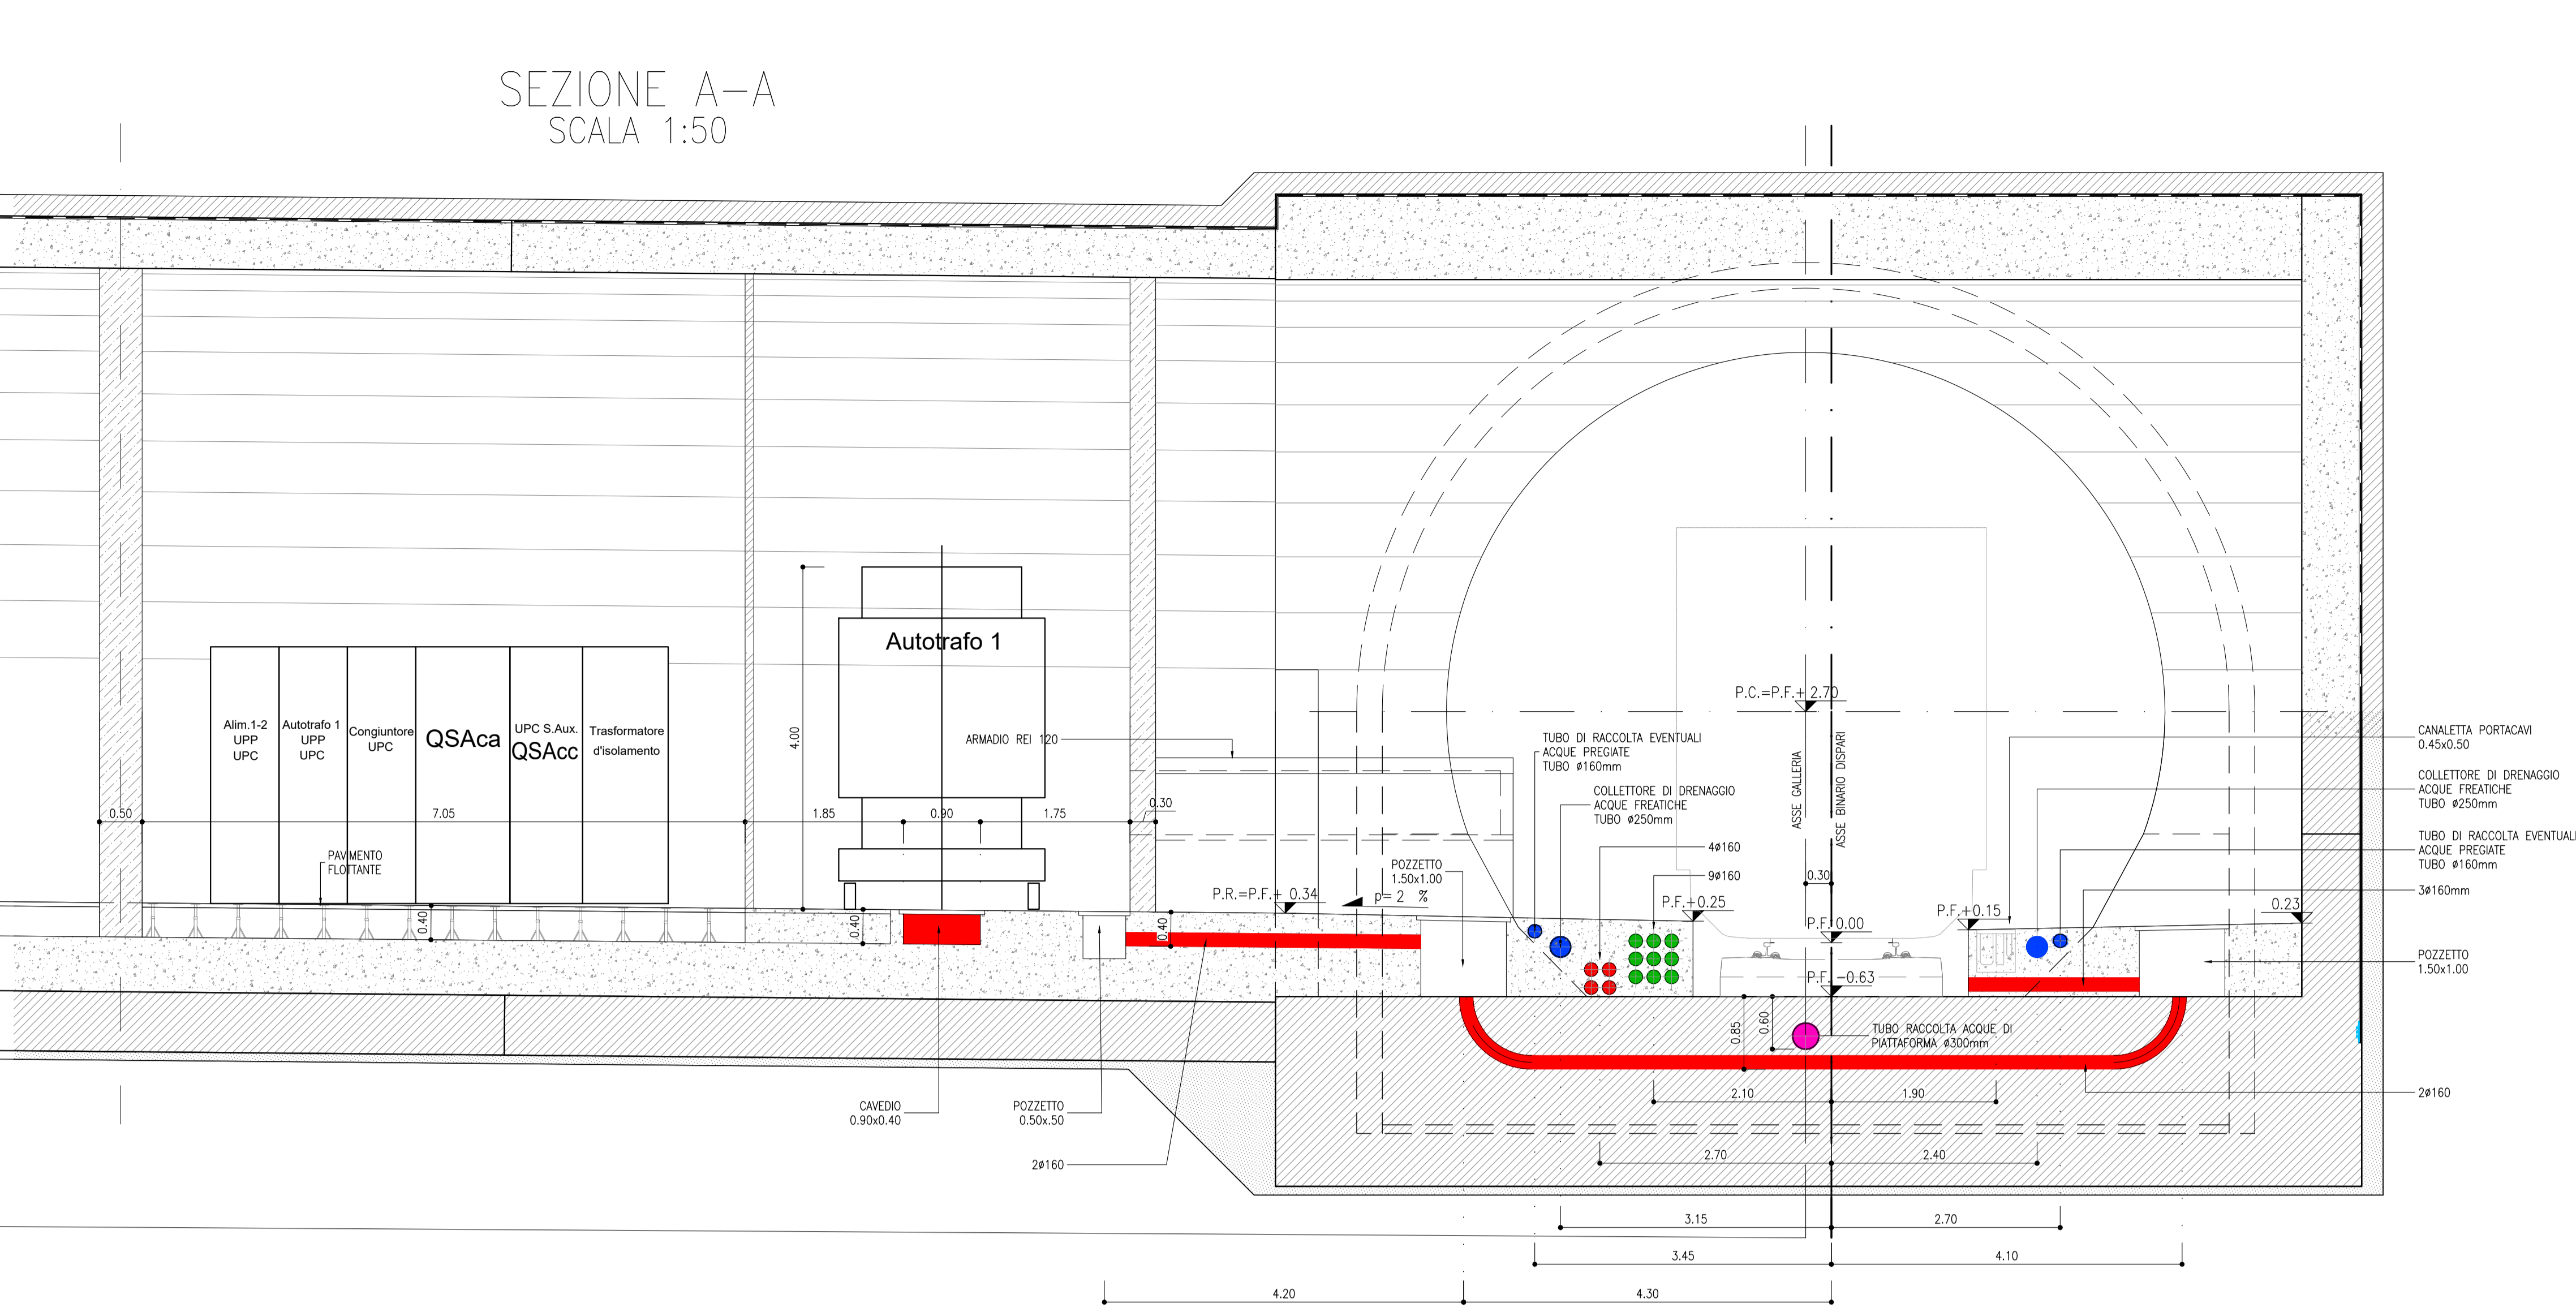 SEZIONE A-A
SCALA 1:50
Autotrafo 1
4.00
Alim.1-2
UPP
UPC
Autotrafo 1
UPP
UPC
Congiuntore
UPC
QSAca
UPC S.Aux.
QSAcc
Trasformatore
d'isolamento
0.50
7.05
1.85
0.90
1.75
0.30
PAVIMENTO
FLOTTANTE
0.40
0.40
0.40
ARMADIO REI 120
P.C.=P.F.+ 2.70
ASSE GALLERIA
ASSE BINARIO DISPARI
TUBO DI RACCOLTA EVENTUALI
ACQUE PREGIATE
TUBO ø160mm
COLLETTORE DI DRENAGGIO
ACQUE FREATICHE
TUBO ø250mm
4ø160
9ø160
POZZETTO
1.50x1.00
P.R.=P.F.+ 0.34
p= 2 %
P.F.+0.25
0.30
P.F. 0.00
P.F.+0.15
0.23
P.F. -0.63
CANALETTA PORTACAVI
0.45x0.50
COLLETTORE DI DRENAGGIO
ACQUE FREATICHE
TUBO ø250mm
TUBO DI RACCOLTA EVENTUALI
ACQUE PREGIATE
TUBO ø160mm
3ø160mm
POZZETTO
1.50x1.00
0.85
0.60
TUBO RACCOLTA ACQUE DI
PIATTAFORMA ø300mm
2ø160
CAVEDIO
0.90x0.40
POZZETTO
0.50x.50
2ø160
2.10
1.90
2.70
2.40
3.15
2.70
3.45
4.10
4.20
4.30